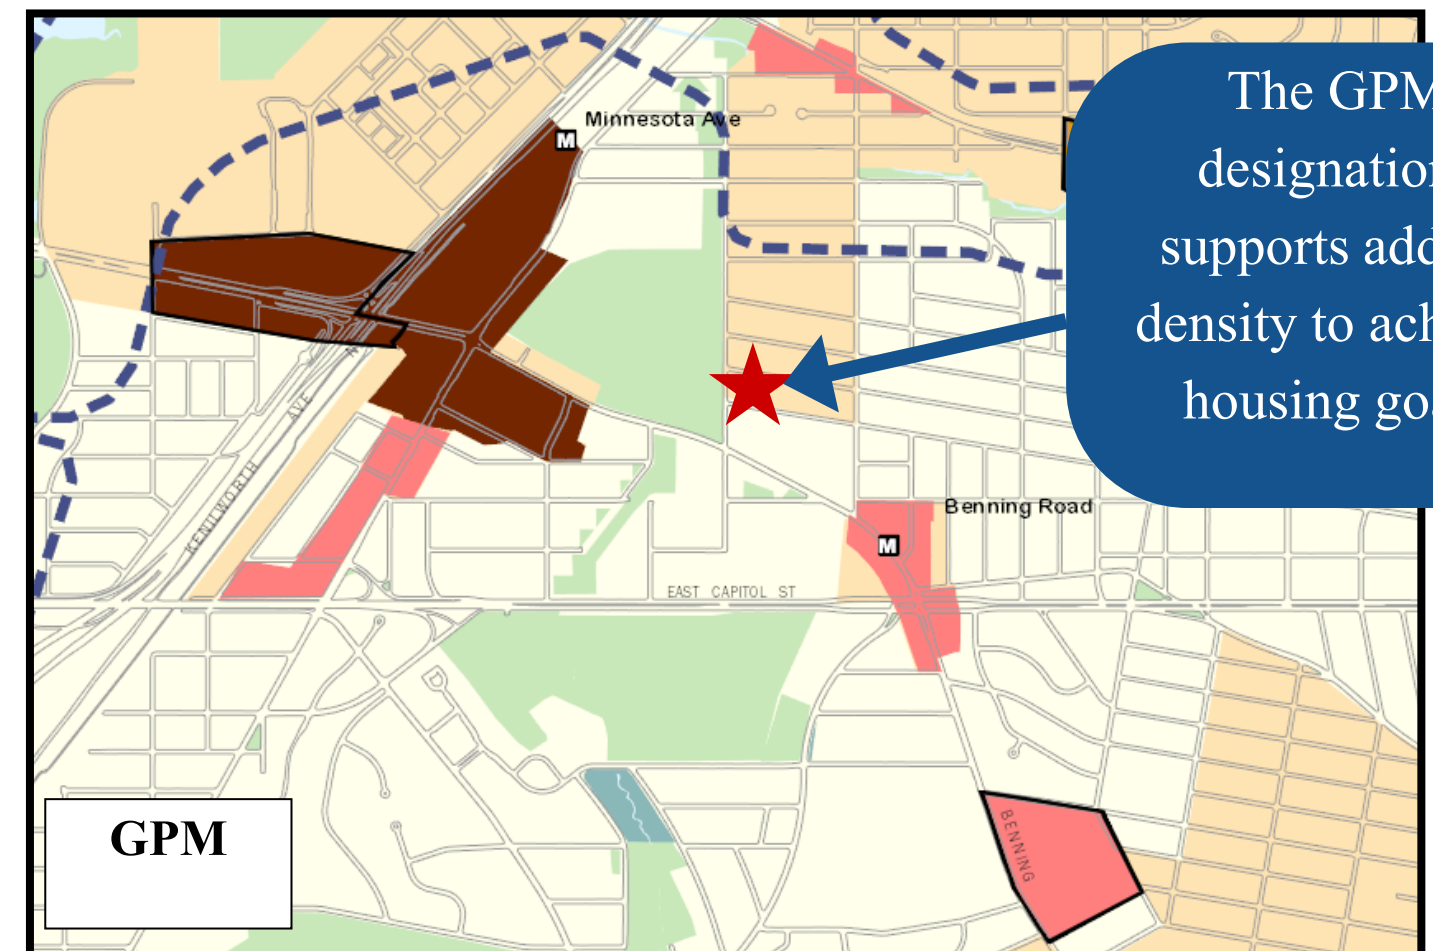 Minnesota Ave
M
The GPM
designation
supports add
density to ach
housing goa
N
AVE
KENILWORTH
Benning Road
M
EAST CAPITOL ST
BENNING
GPM